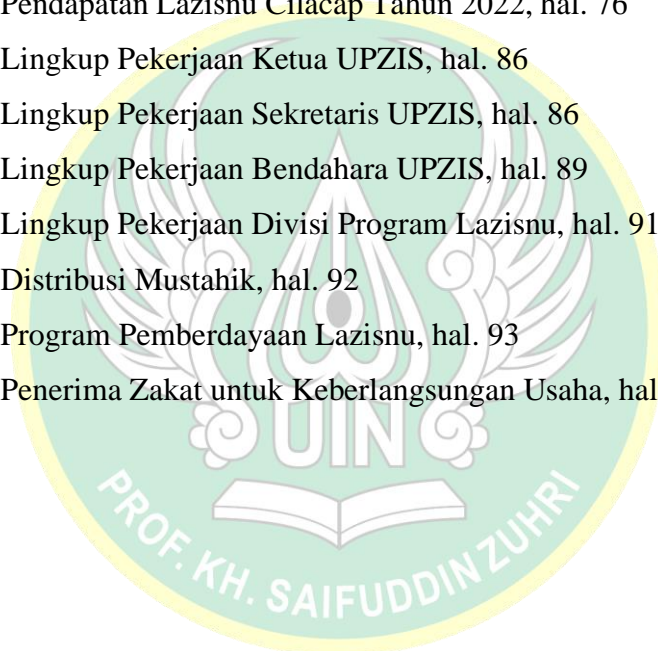 Pendapatan Lazisnu Cilacap Tahun 2022, hal. 76
Lingkup Pekerjaan Ketua UPZIS, hal. 86
Lingkup Pekerjaan Sekretaris UPZIS, hal. 86
Lingkup Pekerjaan Bendahara UPZIS, hal. 89
Lingkup Pekerjaan Divisi Program Lazisnu, hal. 91
Distribusi Mustahik, hal. 92
Program Pemberdayaan Lazisnu, hal. 93
Penerima Zakat untuk Keberlangsungan Usaha, hal
UIN
PROF. KH. SAIFUDDIN ZUHRI